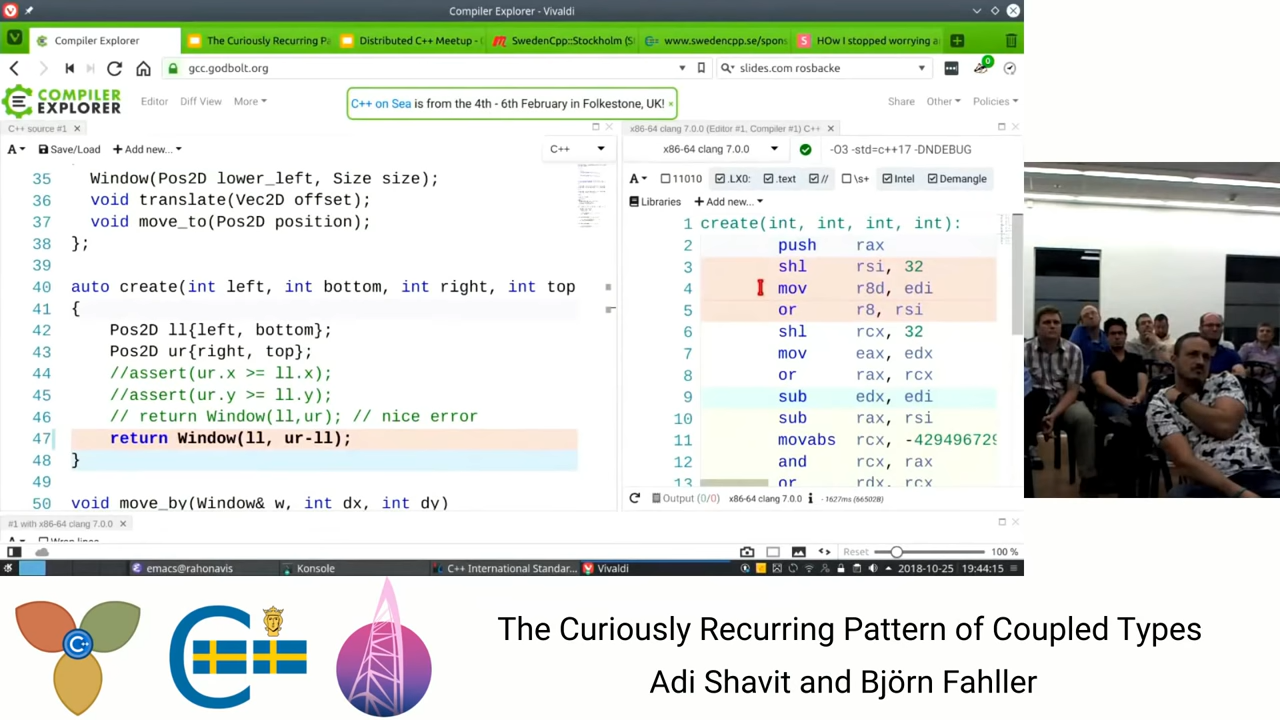 Compiler Explorer - Vivaldi
Compiler Explorer
The Curiously Recurring Pa
Distributed C++ Meetup -
SwedenCpp::Stockholm (S
www.swedencpp.se/spon
HOw I stopped worrying a
gcc.godbolt.org
slides.com rosbacke
0
COMPILER
EXPLORER
Editor
Diff View
More
C++ on Sea is from the 4th - 6th February in Folkestone, UK! ×
Share
Other
Policies
C++ source #1 ×
x86-64 clang 7.0.0 (Editor #1, Compiler #1) C++ ×
A
Save/Load
+ Add new...
C++
x86-64 clang 7.0.0
-O3 -std=c++17 -DNDEBUG
A
11010
.LX0:
.text
//
\s+
Intel
Demangle
Libraries
+ Add new...
35 Window(Pos2D lower_left, Size size);
36 void translate(Vec2D offset);
37 void move_to(Pos2D position);
38 };
39
40 auto create(int left, int bottom, int right, int top
41 {
42 Pos2D ll{left, bottom};
43 Pos2D ur{right, top};
44 //assert(ur.x >= ll.x);
45 //assert(ur.y >= ll.y);
46 // return Window(ll,ur); // nice error
47 return Window(ll, ur-ll);
48 }
49
50 void move_by(Window& w, int dx, int dy)
1 create(int, int, int, int):
2 push rax
3 shl rsi, 32
4 mov r8d, edi
5 or r8, rsi
6 shl rcx, 32
7 mov eax, edx
8 or rax, rcx
9 sub edx, edi
10 sub rax, rsi
11 movabs rcx, -429496729
12 and rcx, rax
13 or rdx, rcx
Output (0/0) x86-64 clang 7.0.0 i - 1627ms (66502B)
#1 with x86-64 clang 7.0.0 ×
A
Wrap lines
Reset
100 %
emacs@rahonavis
Konsole
C++ International Standar...
Vivaldi
2018-10-25 19:44:15
C++
The Curiously Recurring Pattern of Coupled Types
Adi Shavit and Björn Fahller